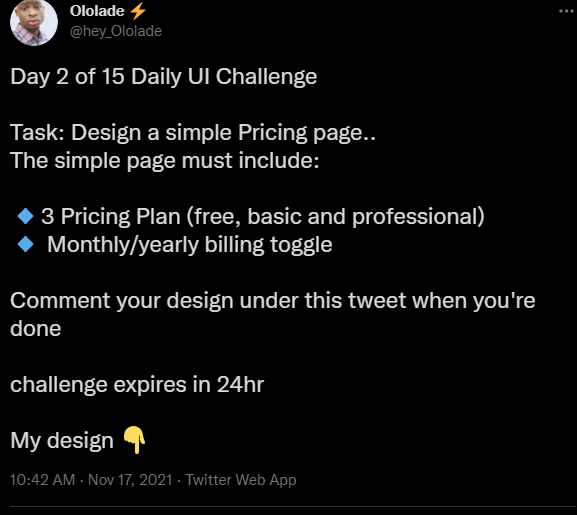 Ololade ⚡
@hey_Ololade
Day 2 of 15 Daily UI Challenge
Task: Design a simple Pricing page..
The simple page must include:
🔹3 Pricing Plan (free, basic and professional)
🔹 Monthly/yearly billing toggle
Comment your design under this tweet when you're
done
challenge expires in 24hr
My design 👇
10:42 AM · Nov 17, 2021 · Twitter Web App